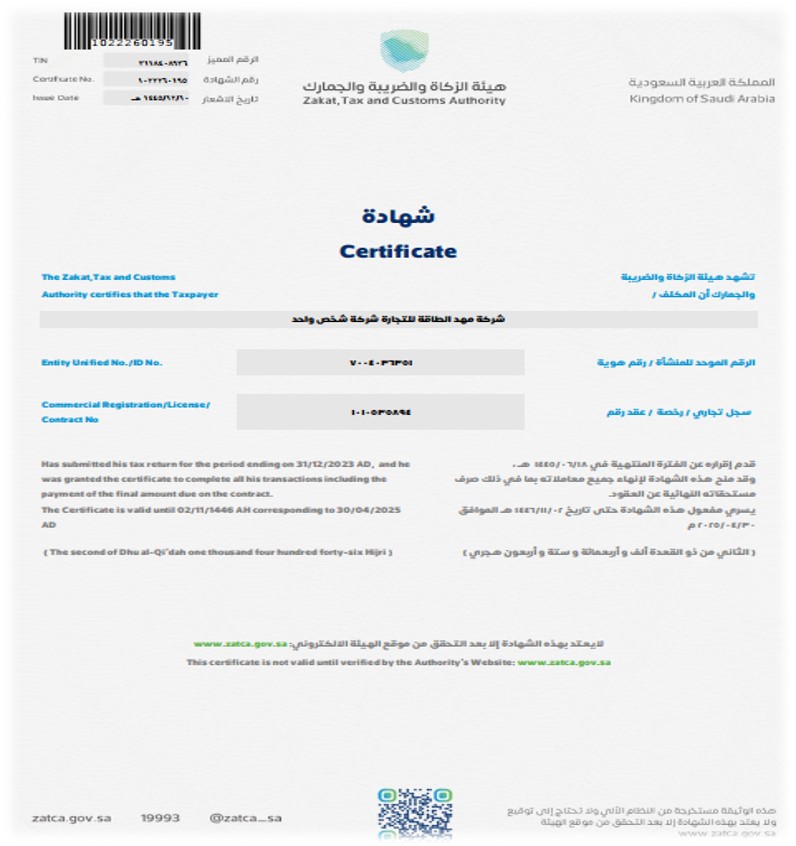 1022260195
TIN ٣١١٨٤٠٨٩٣٦ الرقم المميز
Certificate No. ١٠٢٢٢٦٠١٩٥ رقم الشهادة
Issue Date ١٤٤٥/١٢/٦٠ هـ تاريخ الاشعار
هيئة الزكاة والضريبة والجمارك
Zakat, Tax and Customs Authority
المملكة العربية السعودية
Kingdom of Saudi Arabia
شهادة
Certificate
The Zakat,Tax and Customs
Authority certifies that the Taxpayer
تشهد هيئة الزكاة والضريبة
والجمارك أن المكلف /
شركة مهد الطاقة للتجارة شركة شخص واحد
Entity Unified No./ID No. ٧٠٠٤٠٣٦٣٥١ الرقم الموحد للمنشأة / رقم هوية
Commercial Registration/License/
Contract No
١٠١٠٥٣٥٨٩٤
سجل تجاري / رخصة / عقد رقم
Has submitted his tax return for the period ending on 31/12/2023 AD, and he
was granted the certificate to complete all his transactions including the
payment of the final amount due on the contract.
The Certificate is valid until 02/11/1446 AH corresponding to 30/04/2025
AD
( The second of Dhu al-Qi'dah one thousand four hundred forty-six Hijri )
قدم إقراره عن الفترة المنتهية في ١٤٤٥/٠٦/١٨ هـ ،
وقد منح هذه الشهادة لإنهاء جميع معاملاته بما في ذلك صرف
مستحقاته النهائية عن العقود.
يسري مفعول هذه الشهادة حتى تاريخ ١٤٤٦/١١/٠٢ هـ الموافق
٢٠٢٥/٠٤/٣٠ م
( الثاني من ذو القعدة ألف و أربعمائة و ستة و أربعون هجري )
لايعتد بهذه الشهادة إلا بعد التحقق من موقع الهيئة الالكتروني: www.zatca.gov.sa
This certificate is not valid until verified by the Authority's Website: www.zatca.gov.sa
zatca.gov.sa 19993 @zatca_sa
هذه الوثيقة مستخرجة من النظام الآلي ولا تحتاج إلى توقيع
ولا يعتد بهذه الشهادة إلا بعد التحقق من موقع الهيئة
www.zatca.gov.sa